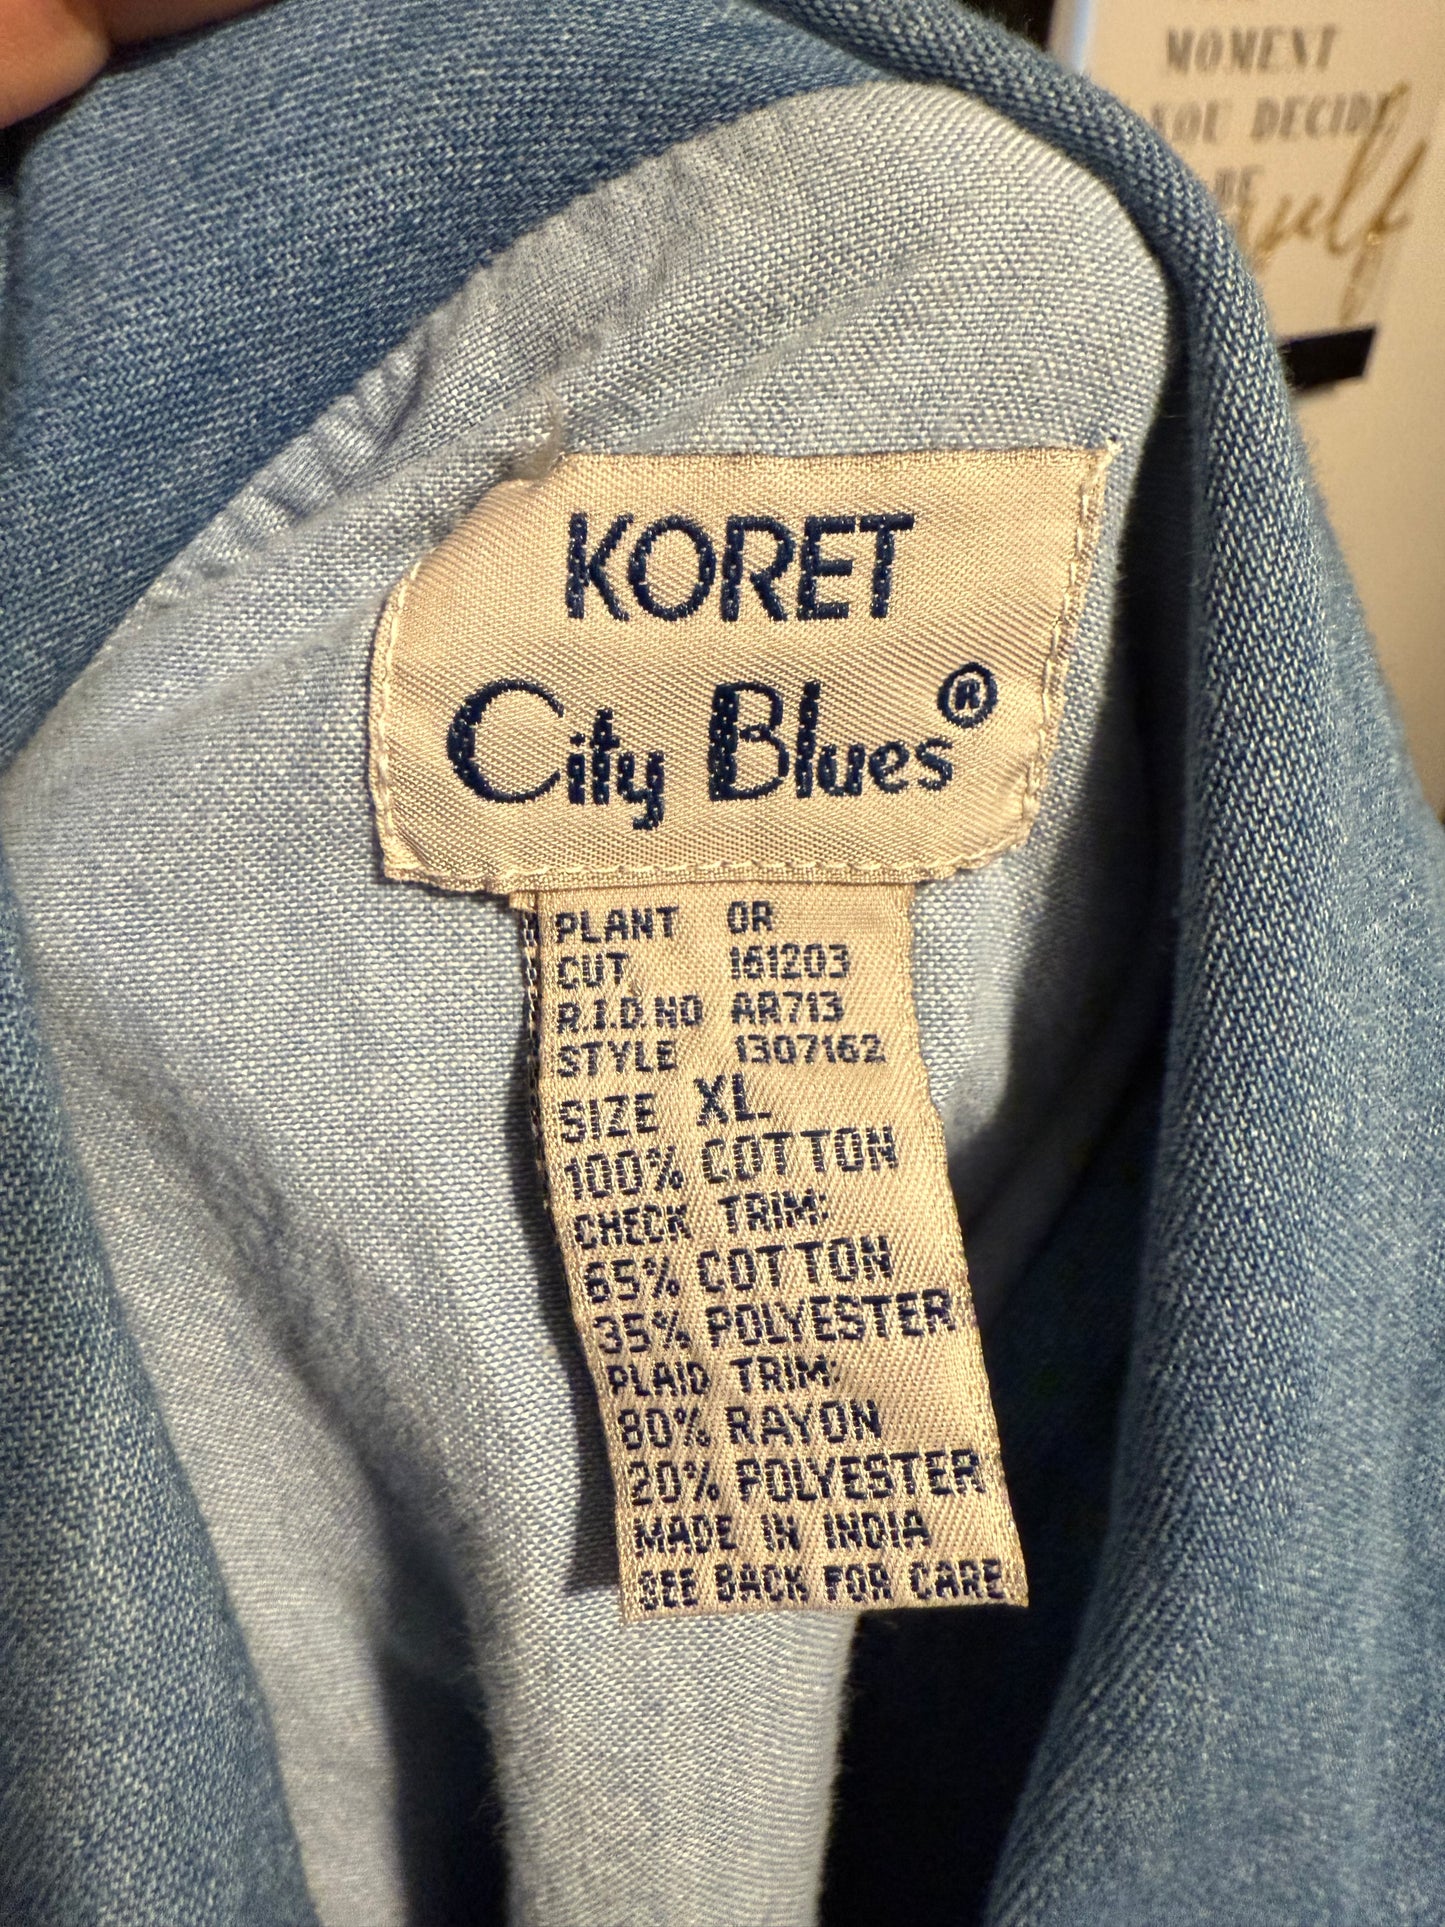 MOMENT
YOU DECIDE
BE
KORET
City Blues®
PLANT OR
CUT 161203
R.I.D.NO AR713
STYLE 1307162
SIZE XL
100% COTTON
CHECK TRIM:
65% COTTON
35% POLYESTER
PLAID TRIM:
80% RAYON
20% POLYESTER
MADE IN INDIA
SEE BACK FOR CARE